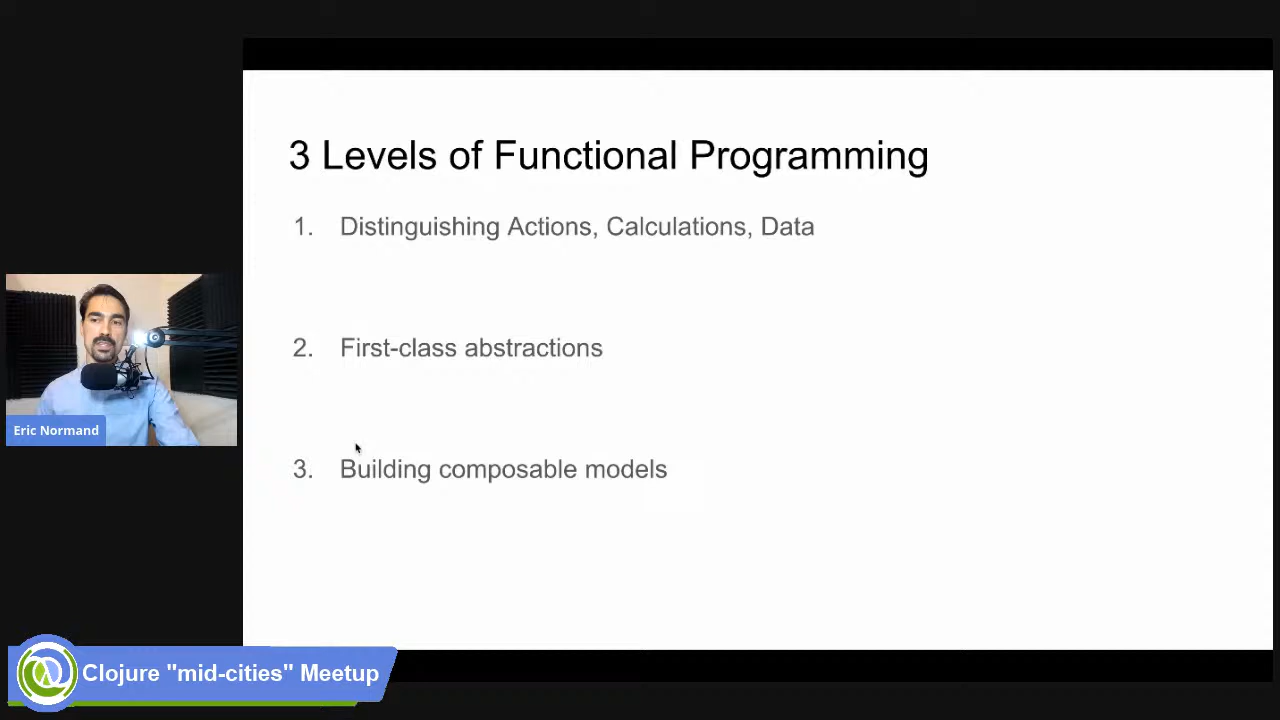 3 Levels of Functional Programming
1. Distinguishing Actions, Calculations, Data
2. First-class abstractions
3. Building composable models
Eric Normand
Clojure "mid-cities" Meetup